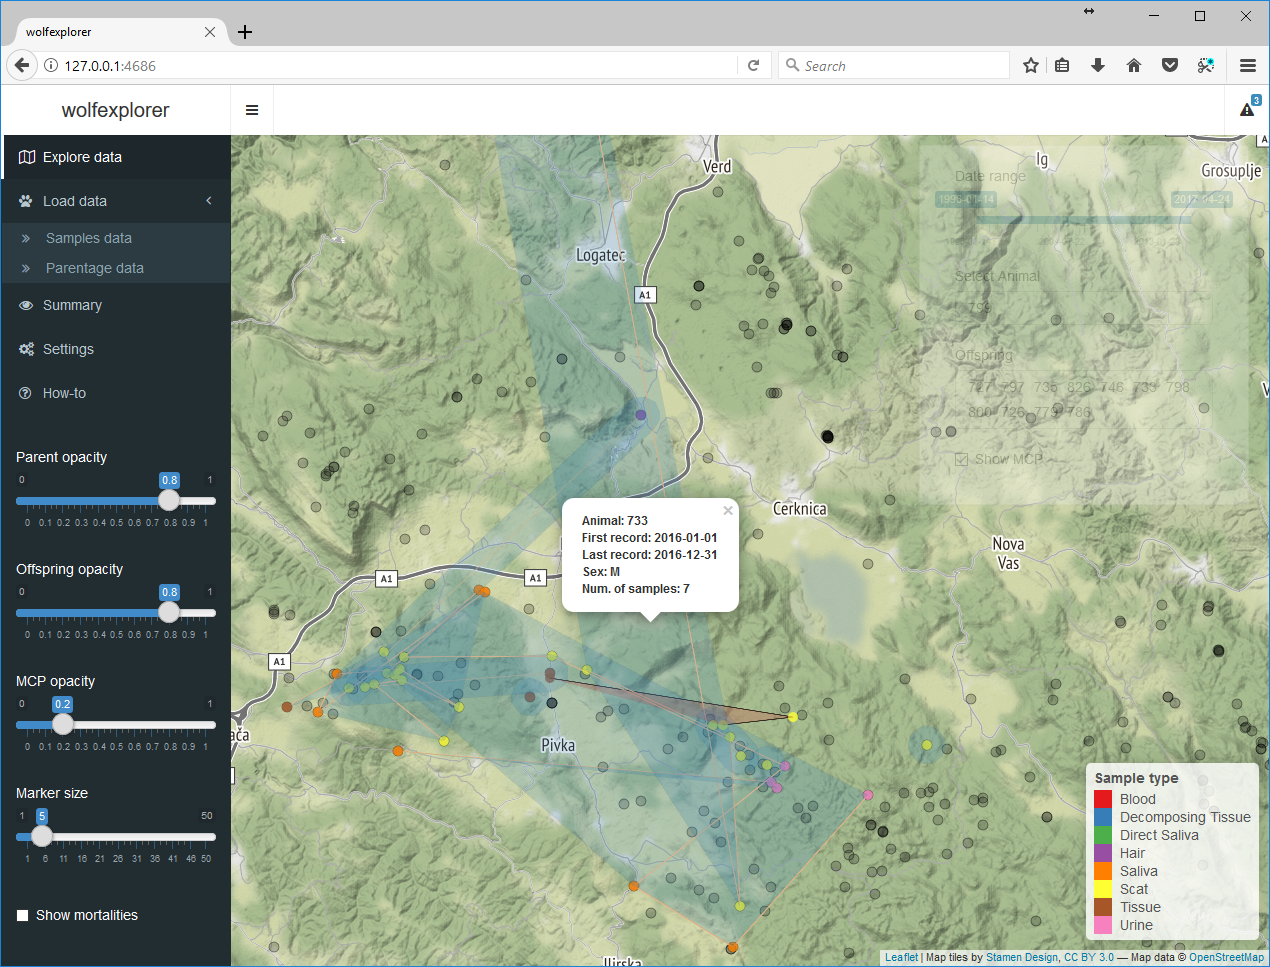 wolfexplorer
127.0.0.1:4686
Search
wolfexplorer
3
Explore data
Load data
Samples data
Parentage data
Summary
Settings
How-to
Parent opacity
0 0.8 1
0 0.1 0.2 0.3 0.4 0.5 0.6 0.7 0.8 0.9 1
Offspring opacity
0 0.8 1
0 0.1 0.2 0.3 0.4 0.5 0.6 0.7 0.8 0.9 1
MCP opacity
0 0.2 1
0 0.1 0.2 0.3 0.4 0.5 0.6 0.7 0.8 0.9 1
Marker size
1 5 50
1 6 11 16 21 26 31 36 41 46 50
Show mortalities
Verd
Ig
Grosuplje
A
Logatec
A1
Date range
2017-04-24
Select Animal
799
Offspring
797 735 826 746 733 798
800 726 779 786
Show MCP
Cerknica
Nova
Vas
Animal: 733
First record: 2016-01-01
Last record: 2016-12-31
Sex: M
Num. of samples: 7
A1
A1
A1
Pivka
Sample type
Blood
Decomposing Tissue
Direct Saliva
Hair
Saliva
Scat
Tissue
Urine
Leaflet | Map tiles by Stamen Design, CC BY 3.0 — Map data © OpenStreetMap